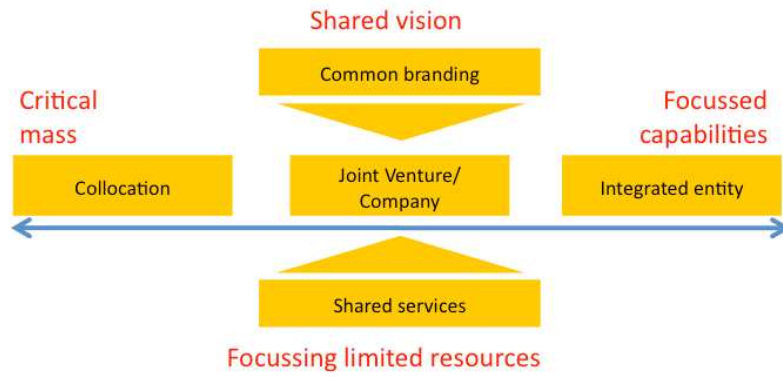 Shared vision
Common branding
Critical
mass
Focussed
capabilities
Collocation
Joint Venture/
Company
Integrated entity
Shared services
Focussing limited resources